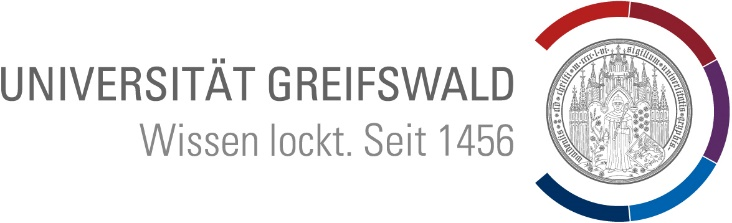 UNIVERSITÄT GREIFSWALD
Wissen lockt. Seit 1456